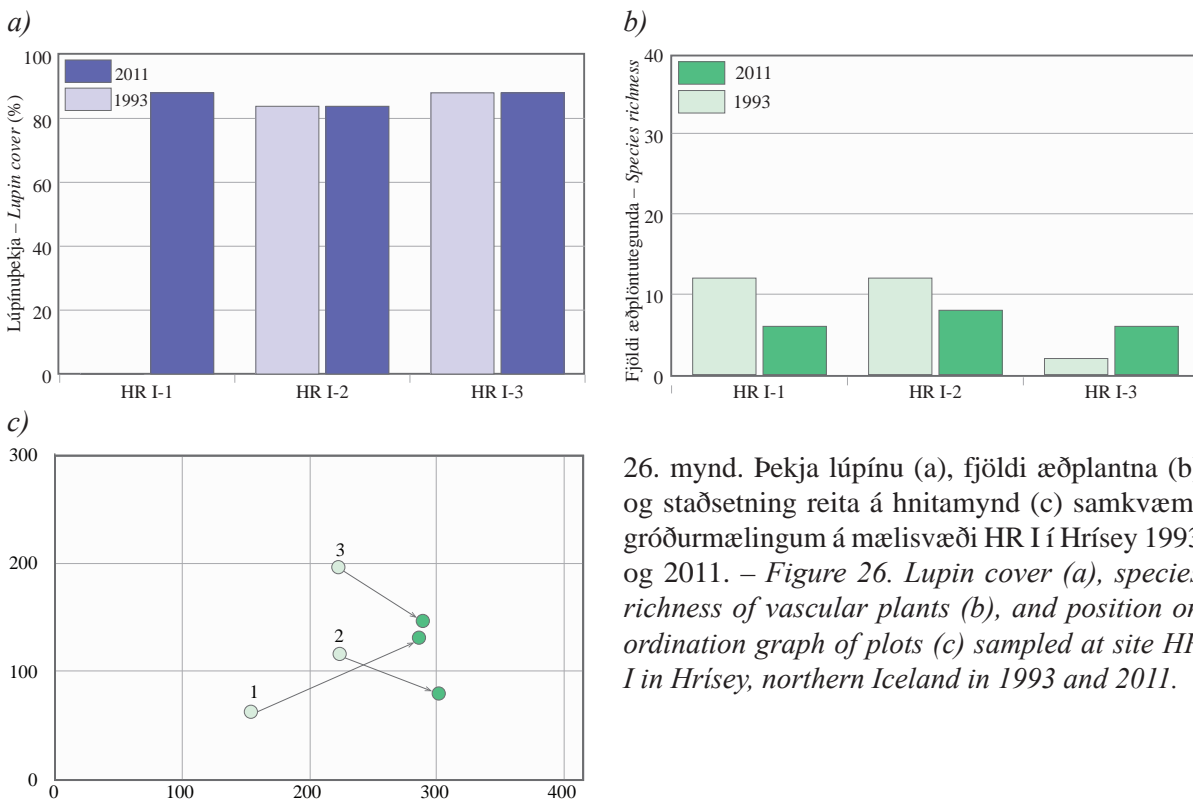 a)
100
80
60
40
20
0
Lúpínuþekja – Lupin cover (%)
2011
1993
HR I-1
HR I-2
HR I-3
b)
40
30
20
10
0
Fjöldi æðplöntutegunda – Species richness
2011
1993
HR I-1
HR I-2
HR I-3
c)
300
200
100
0
3
2
1
0
100
200
300
400
26. mynd. Þekja lúpínu (a), fjöldi æðplantna (b)
og staðsetning reita á hnitamynd (c) samkvæm
gróðurmælingum á mælisvæði HR I í Hrísey 1993
og 2011. – Figure 26. Lupin cover (a), species
richness of vascular plants (b), and position on
ordination graph of plots (c) sampled at site HR
I in Hrísey, northern Iceland in 1993 and 2011.